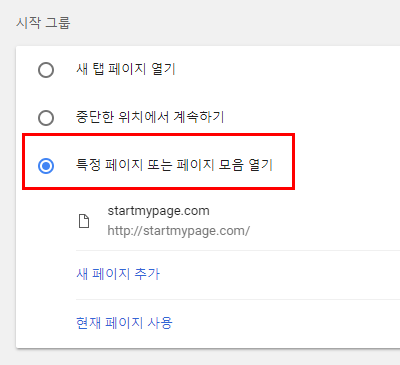 시작 그룹
새 탭 페이지 열기
중단한 위치에서 계속하기
특정 페이지 또는 페이지 모음 열기
startmypage.com
http://startmypage.com/
새 페이지 추가
현재 페이지 사용